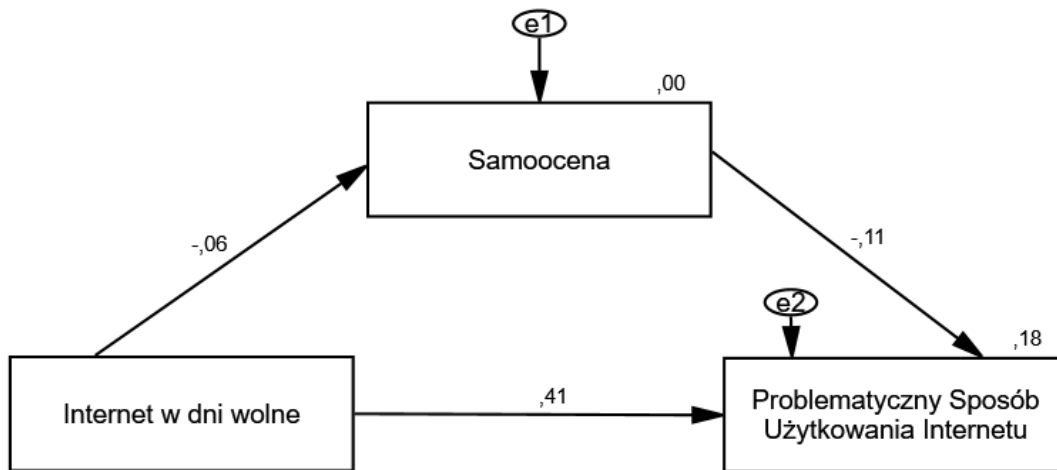 e1
,00
Samoocena
-,06
-,11
e2
,18
Internet w dni wolne
,41
Problematyczny Sposób
Użytkowania Internetu